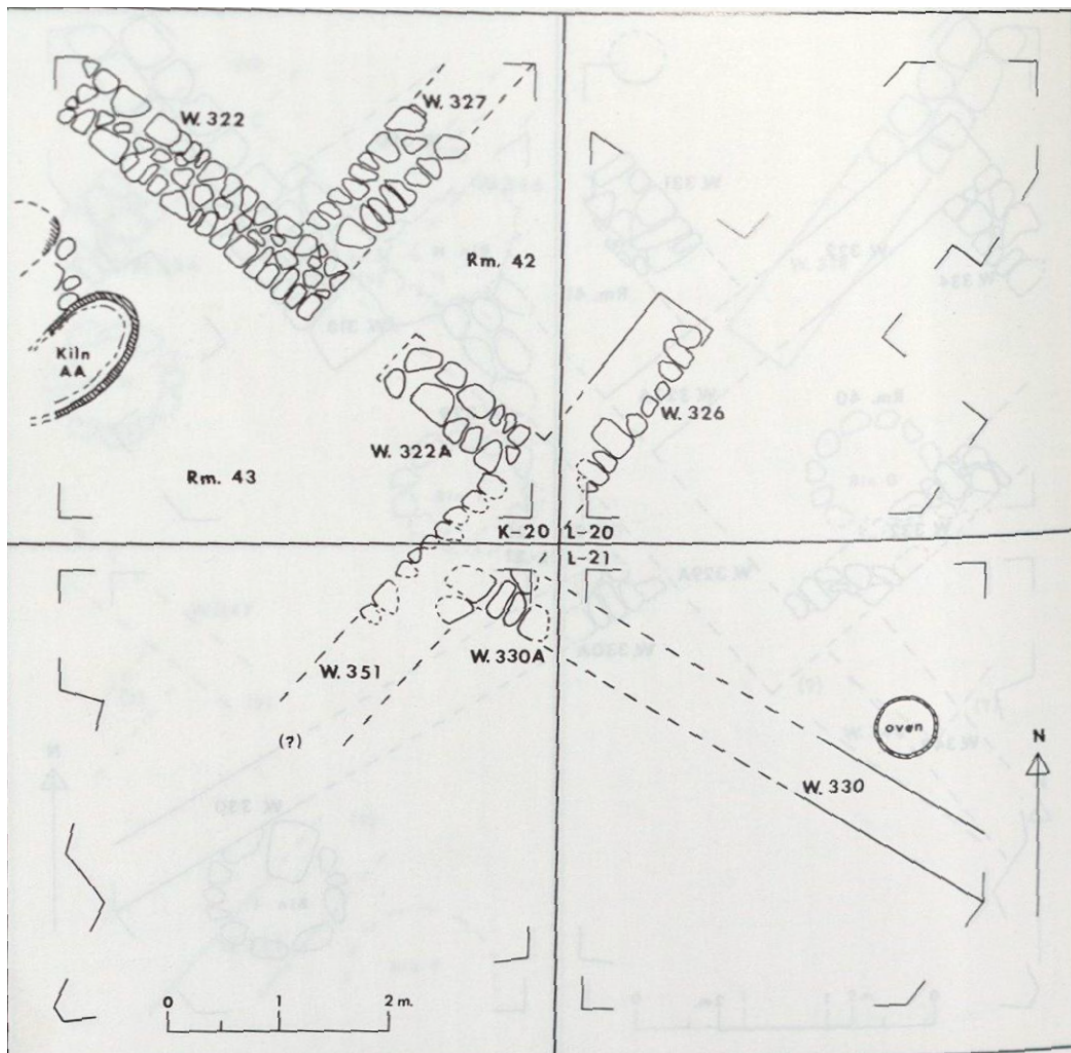 W. 322
W. 327
Rm. 42
Kiln
AA
W. 326
W. 322A
Rm. 43
K-20
L-20
L-21
W. 330A
W. 351
(?)
oven
N
W. 330
0 1 2 m.